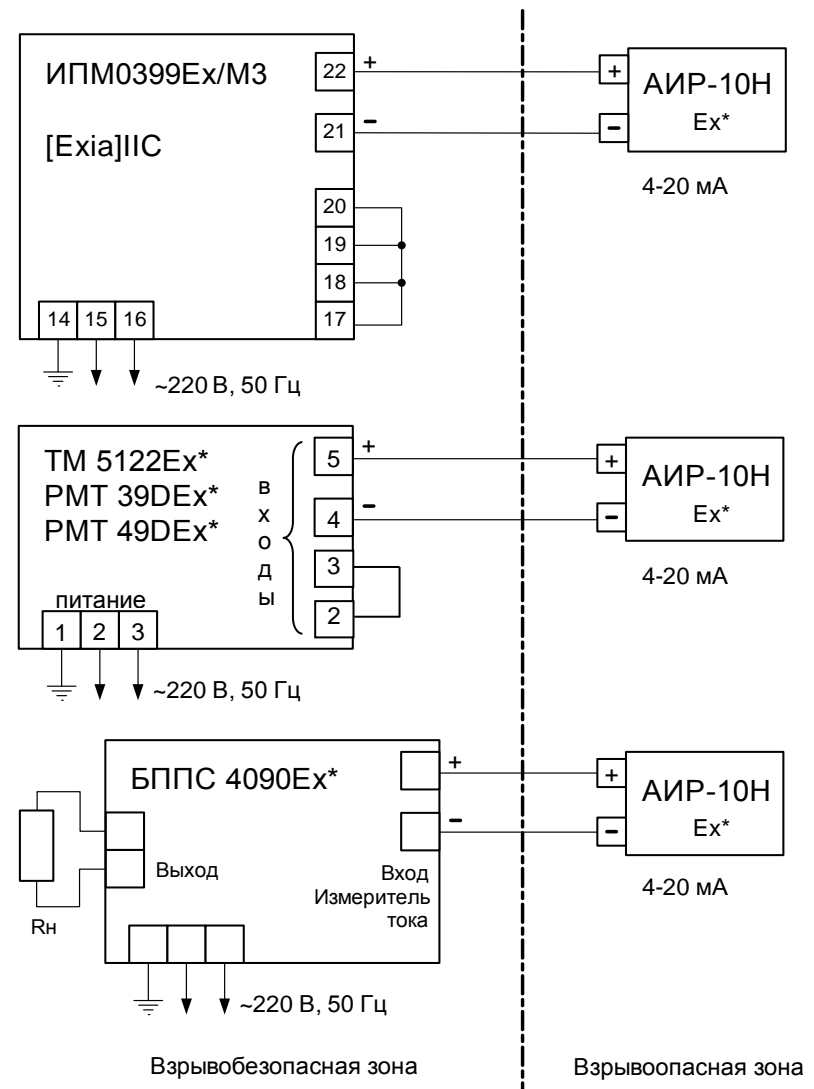 ИПМ0399Ex/М3
[Exia]IIC
22
+
+
АИР-10Н
Ex*
21
-
-
4-20 мА
20
19
18
17
14 15 16
~220 В, 50 Гц
ТМ 5122Ex*
РМТ 39DEx*
РМТ 49DEx*
входы
5
+
+
АИР-10Н
Ex*
4
-
-
4-20 мА
3
2
питание
1 2 3
~220 В, 50 Гц
БППС 4090Ex*
+
+
АИР-10Н
Ex*
-
-
4-20 мА
Выход
Вход
Измеритель
тока
Rн
~220 В, 50 Гц
Взрывобезопасная зона
Взрывоопасная зона